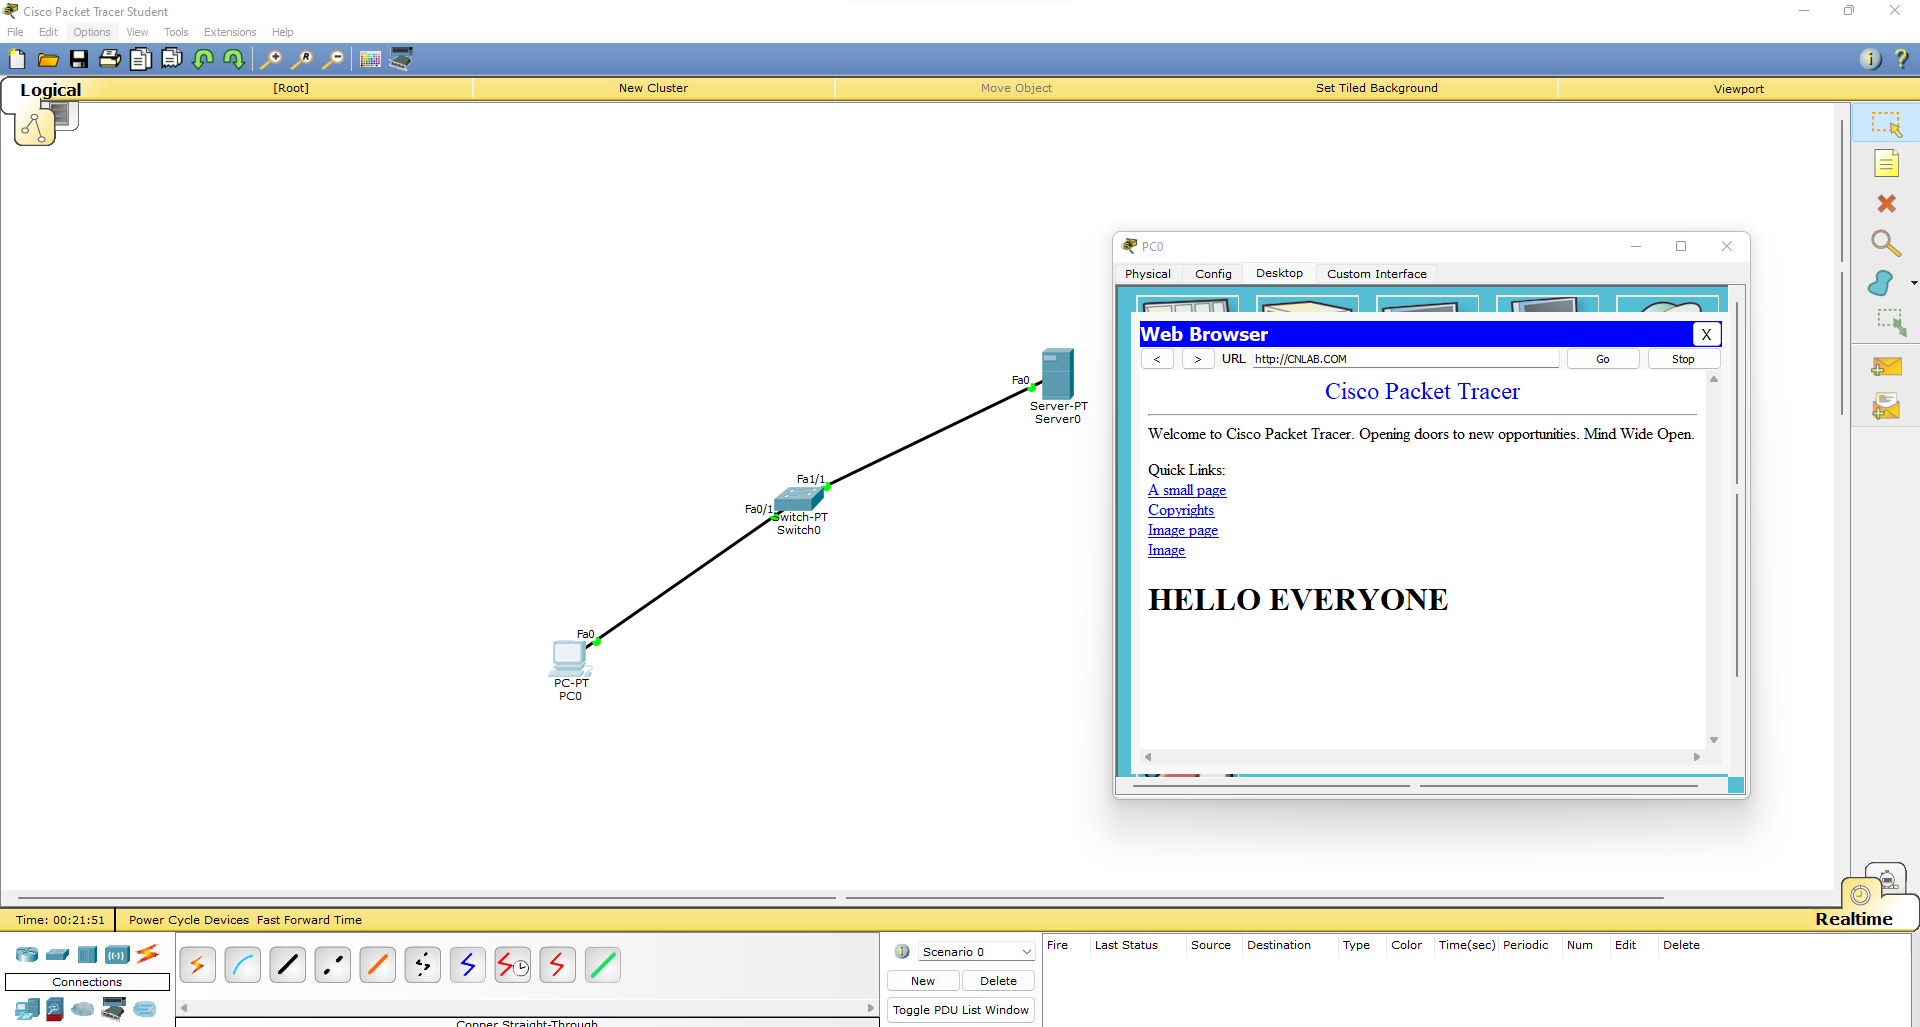 Cisco Packet Tracer Student
File Edit Options View Tools Extensions Help
Logical [Root] New Cluster Move Object Set Tiled Background Viewport
PC0
Physical Config Desktop Custom Interface
Web Browser X
< > URL http://CNLAB.COM Go Stop
Cisco Packet Tracer
Welcome to Cisco Packet Tracer. Opening doors to new opportunities. Mind Wide Open.
Quick Links:
A small page
Copyrights
Image page
Image
HELLO EVERYONE
Fa0
Server-PT
Server0
Fa1/1
Fa0/1
Switch-PT
Switch0
Fa0
PC-PT
PC0
Time: 00:21:51 Power Cycle Devices Fast Forward Time Realtime
Connections
Copper Straight-Through
Scenario 0
New Delete
Toggle PDU List Window
Fire Last Status Source Destination Type Color Time(sec) Periodic Num Edit Delete